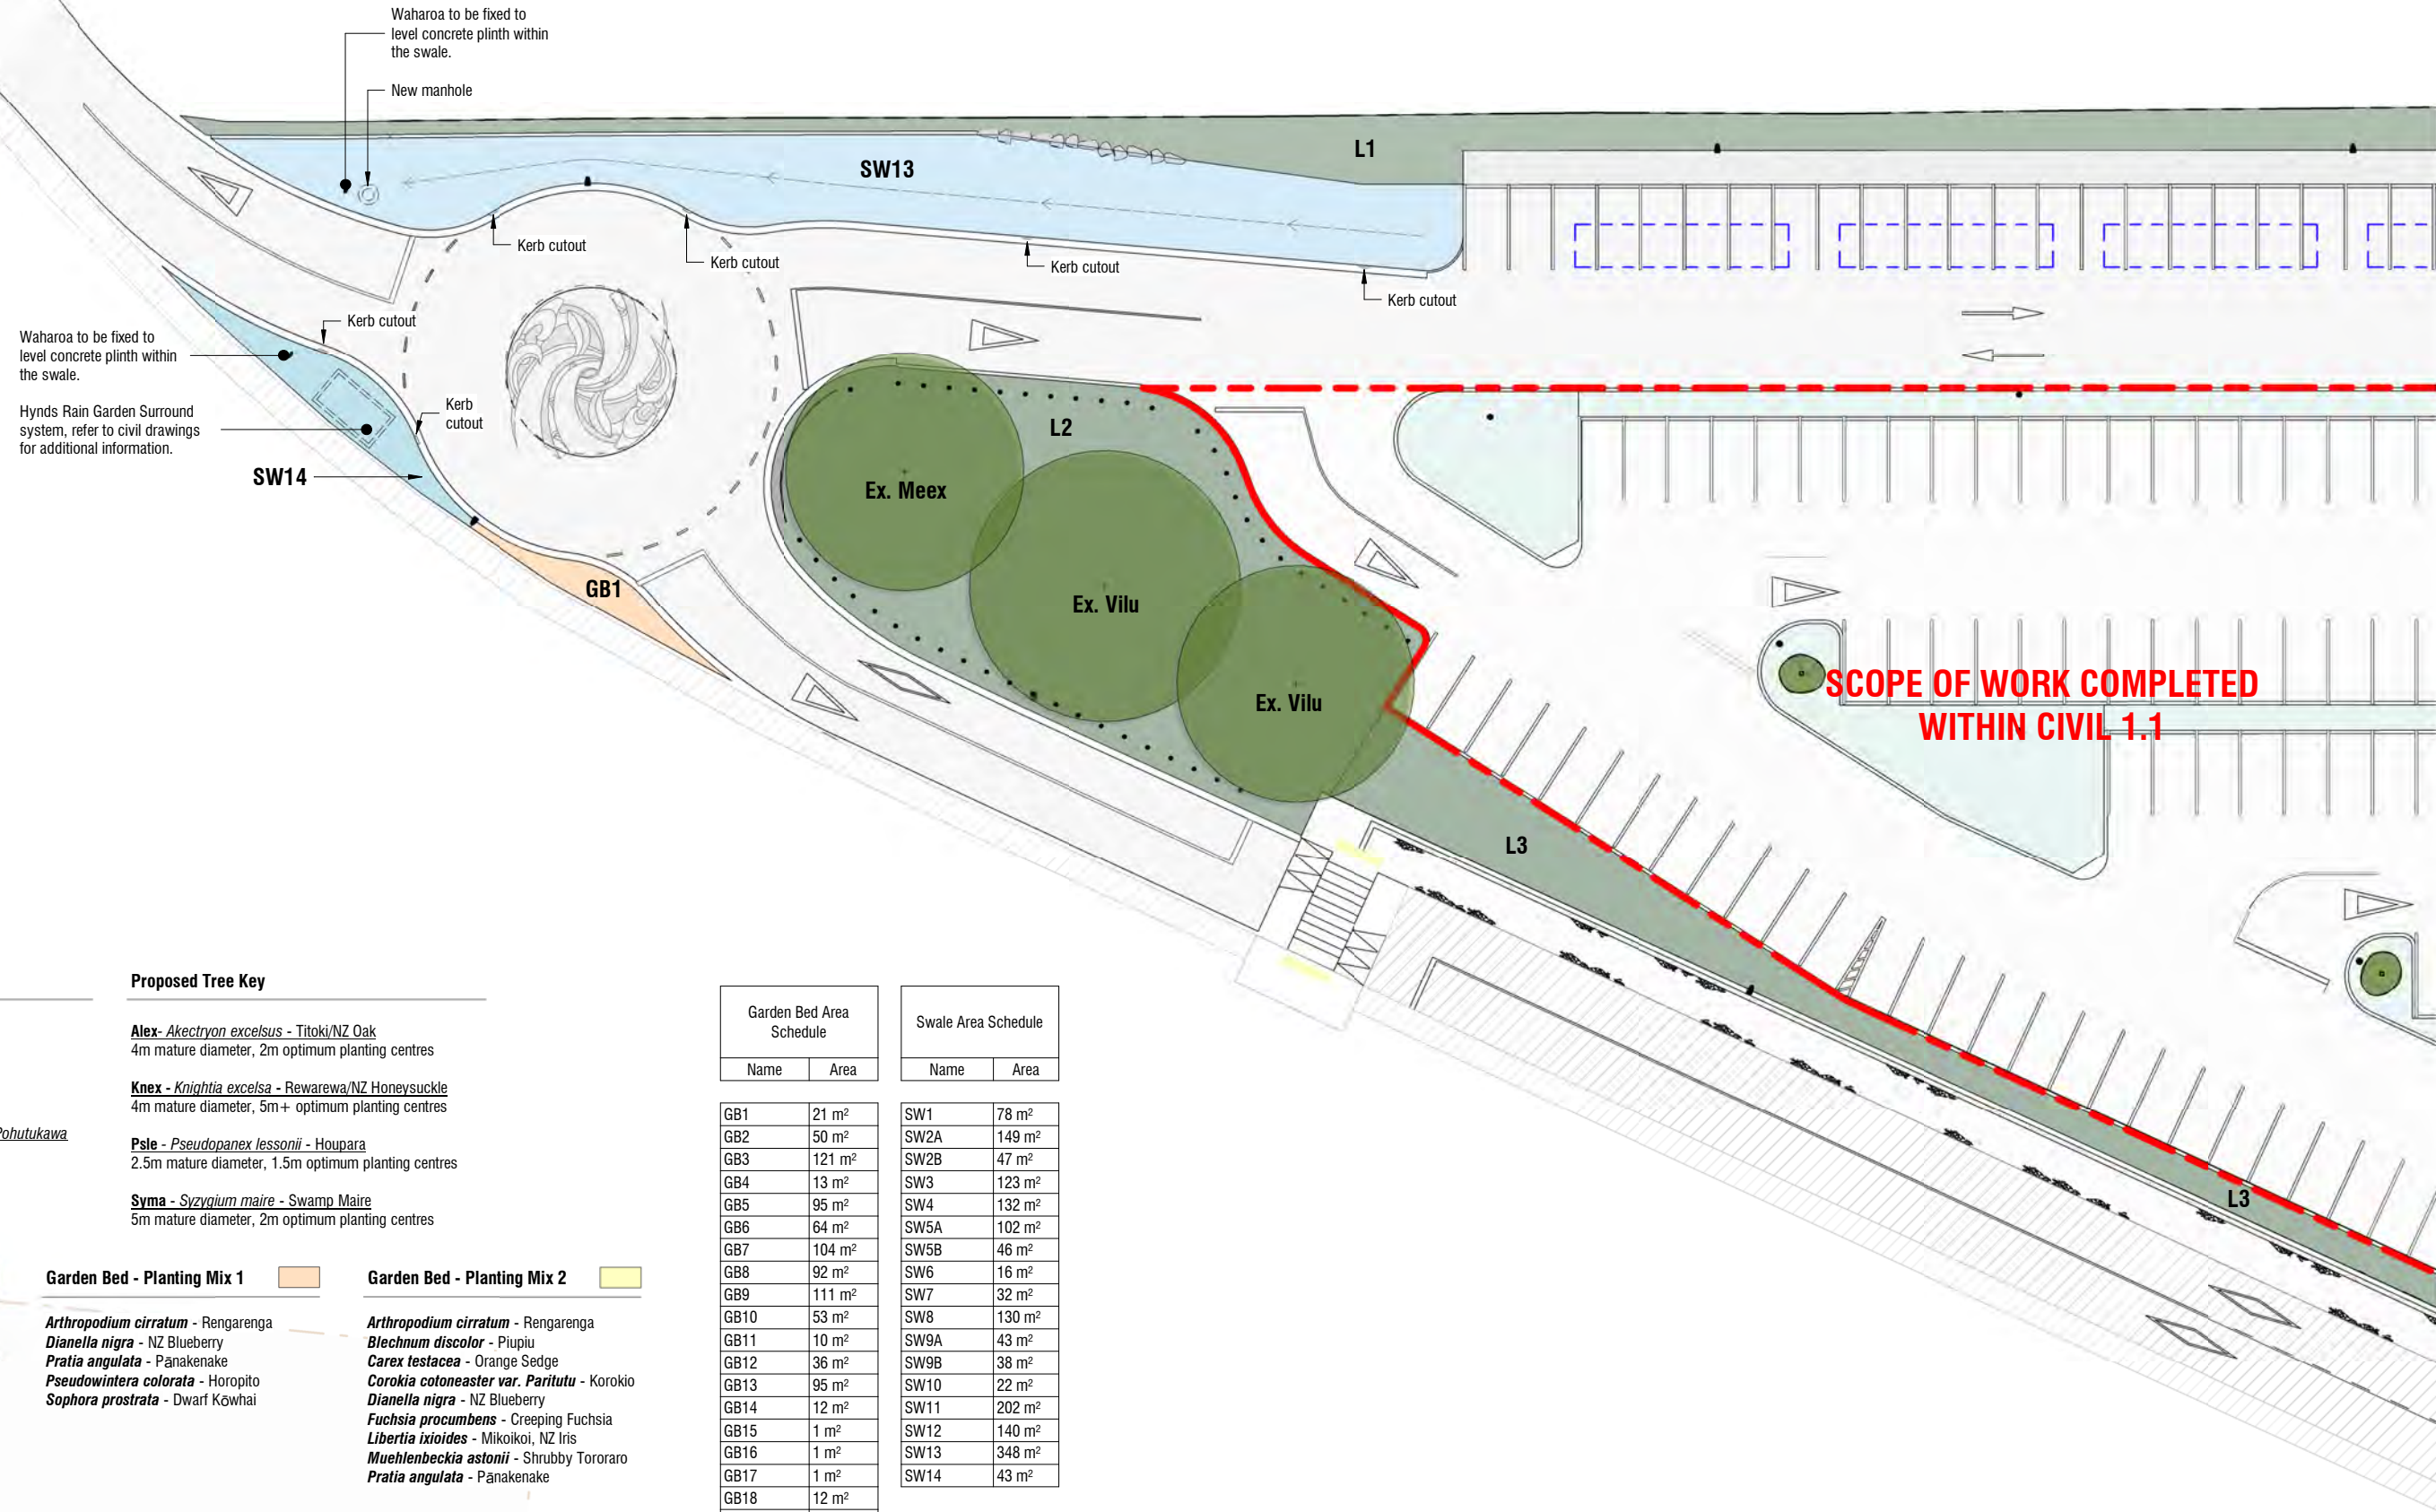 Waharoa to be fixed to
level concrete plinth within
the swale.
New manhole
L1
SW13
Kerb cutout
Kerb cutout
Kerb cutout
Kerb cutout
Kerb cutout
Waharoa to be fixed to
level concrete plinth within
the swale.
Kerb
cutout
Hynds Rain Garden Surround
system, refer to civil drawings
for additional information.
SW14
L2
Ex. Meex
GB1
Ex. Vilu
Ex. Vilu
SCOPE OF WORK COMPLETED
WITHIN CIVIL 1.1
L3
L3
Proposed Tree Key
Alex- Akectryon excelsus - Titoki/NZ Oak
4m mature diameter, 2m optimum planting centres
Knex - Knightia excelsa - Rewarewa/NZ Honeysuckle
4m mature diameter, 5m+ optimum planting centres
Pohutukawa
Psle - Pseudopanex lessonii - Houpara
2.5m mature diameter, 1.5m optimum planting centres
Syma - Syzygium maire - Swamp Maire
5m mature diameter, 2m optimum planting centres
Garden Bed - Planting Mix 1
Arthropodium cirratum - Rengarenga
Dianella nigra - NZ Blueberry
Pratia angulata - Pānakenake
Pseudowintera colorata - Horopito
Sophora prostrata - Dwarf Kōwhai
Garden Bed - Planting Mix 2
Arthropodium cirratum - Rengarenga
Blechnum discolor - Piupiu
Carex testacea - Orange Sedge
Corokia cotoneaster var. Paritutu - Korokio
Dianella nigra - NZ Blueberry
Fuchsia procumbens - Creeping Fuchsia
Libertia ixioides - Mikoikoi, NZ Iris
Muehlenbeckia astonii - Shrubby Tororaro
Pratia angulata - Pānakenake
Garden Bed Area
Schedule
Name Area
GB1 21 m²
GB2 50 m²
GB3 121 m²
GB4 13 m²
GB5 95 m²
GB6 64 m²
GB7 104 m²
GB8 92 m²
GB9 111 m²
GB10 53 m²
GB11 10 m²
GB12 36 m²
GB13 95 m²
GB14 12 m²
GB15 1 m²
GB16 1 m²
GB17 1 m²
GB18 12 m²
Swale Area Schedule
Name Area
SW1 78 m²
SW2A 149 m²
SW2B 47 m²
SW3 123 m²
SW4 132 m²
SW5A 102 m²
SW5B 46 m²
SW6 16 m²
SW7 32 m²
SW8 130 m²
SW9A 43 m²
SW9B 38 m²
SW10 22 m²
SW11 202 m²
SW12 140 m²
SW13 348 m²
SW14 43 m²